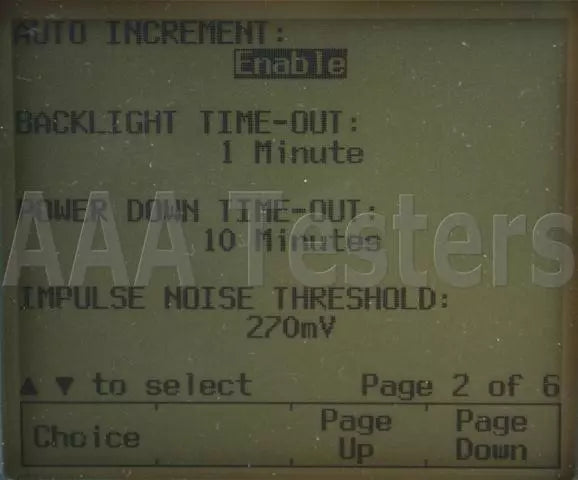 AUTO INCREMENT:
Enable
BACKLIGHT TIME-OUT:
1 Minute
POWER DOWN TIME-OUT:
10 Minutes
AAA Testers
IMPULSE NOISE THRESHOLD:
270mV
▲ ▼ to select Page 2 of 6
Choice Page Up Page Down